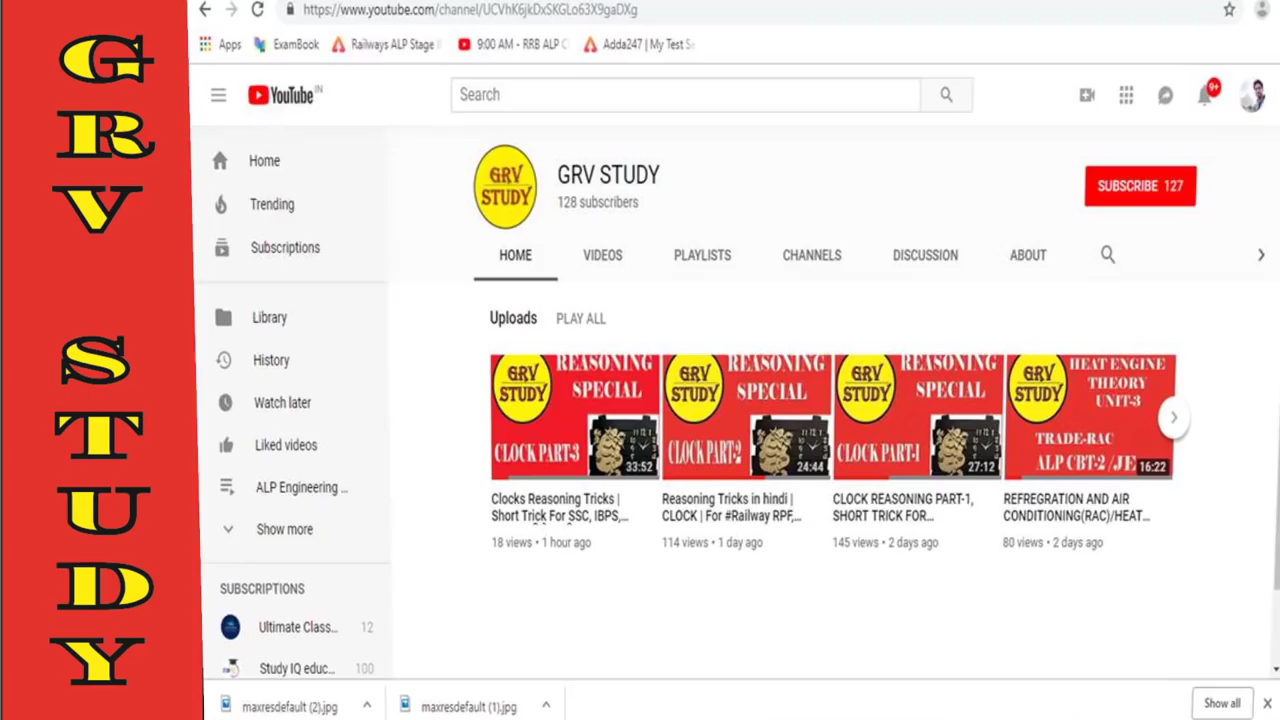 GRV STUDY
https://www.youtube.com/channel/UCVhK6jkDxSKGLo63X9gaDXg
Apps ExamBook Railways ALP Stage 9:00 AM - RRB ALP Adda247 | My Test
YouTube IN
Search
9+
Home
Trending
Subscriptions
Library
History
Watch later
Liked videos
ALP Engineering ...
Show more
SUBSCRIPTIONS
Ultimate Class... 12
Study IQ educ... 100
GRV STUDY
GRV STUDY
128 subscribers
SUBSCRIBE 127
HOME VIDEOS PLAYLISTS CHANNELS DISCUSSION ABOUT
Uploads PLAY ALL
GRV STUDY
REASONING
SPECIAL
CLOCK PART-3
33:52
GRV STUDY
REASONING
SPECIAL
CLOCK PART-2
24:44
GRV STUDY
REASONING
SPECIAL
CLOCK PART-1
27:12
GRV STUDY
HEAT ENGINE
THEORY
UNIT-3
TRADE-RAC
ALP CBT-2 /JE
16:22
Clocks Reasoning Tricks |
Short Trick For SSC, IBPS,...
18 views • 1 hour ago
Reasoning Tricks in hindi |
CLOCK | For #Railway RPF,...
114 views • 1 day ago
CLOCK REASONING PART-1,
SHORT TRICK FOR...
145 views • 2 days ago
REFREGRATION AND AIR
CONDITIONING(RAC)/HEAT...
80 views • 2 days ago
maxresdefault (2).jpg maxresdefault (1).jpg Show all